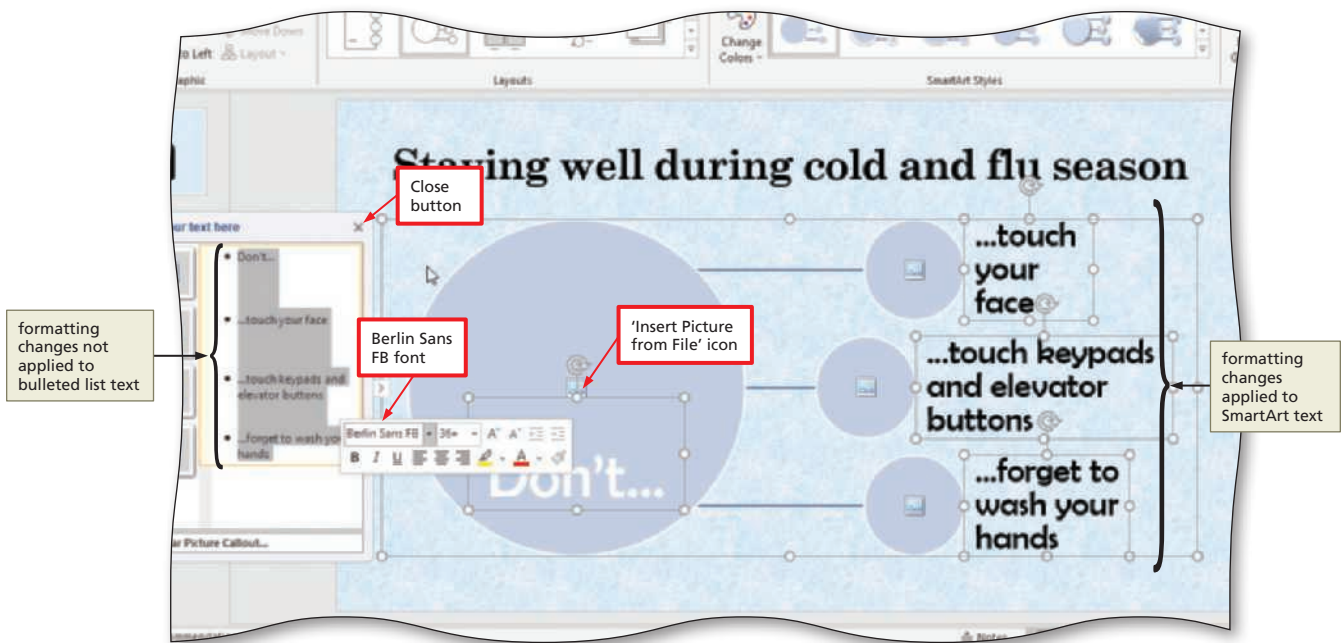 Move Down
to Left
Layout
aphic
Layouts
Change
Colors
SmartArt Styles
Staying well during cold and flu season
Close
button
ur text here
Don't...
...touch your face
...touch keypads and
elevator buttons
...forget to wash you
hands
ar Picture Callout...
formatting
changes not
applied to
bulleted list text
Berlin Sans
FB font
'Insert Picture
from File' icon
Berlin Sans FB
36+
A A
B I U A
Don't...
...touch
your
face
...touch keypads
and elevator
buttons
...forget to
wash your
hands
formatting
changes
applied to
SmartArt text
Notes